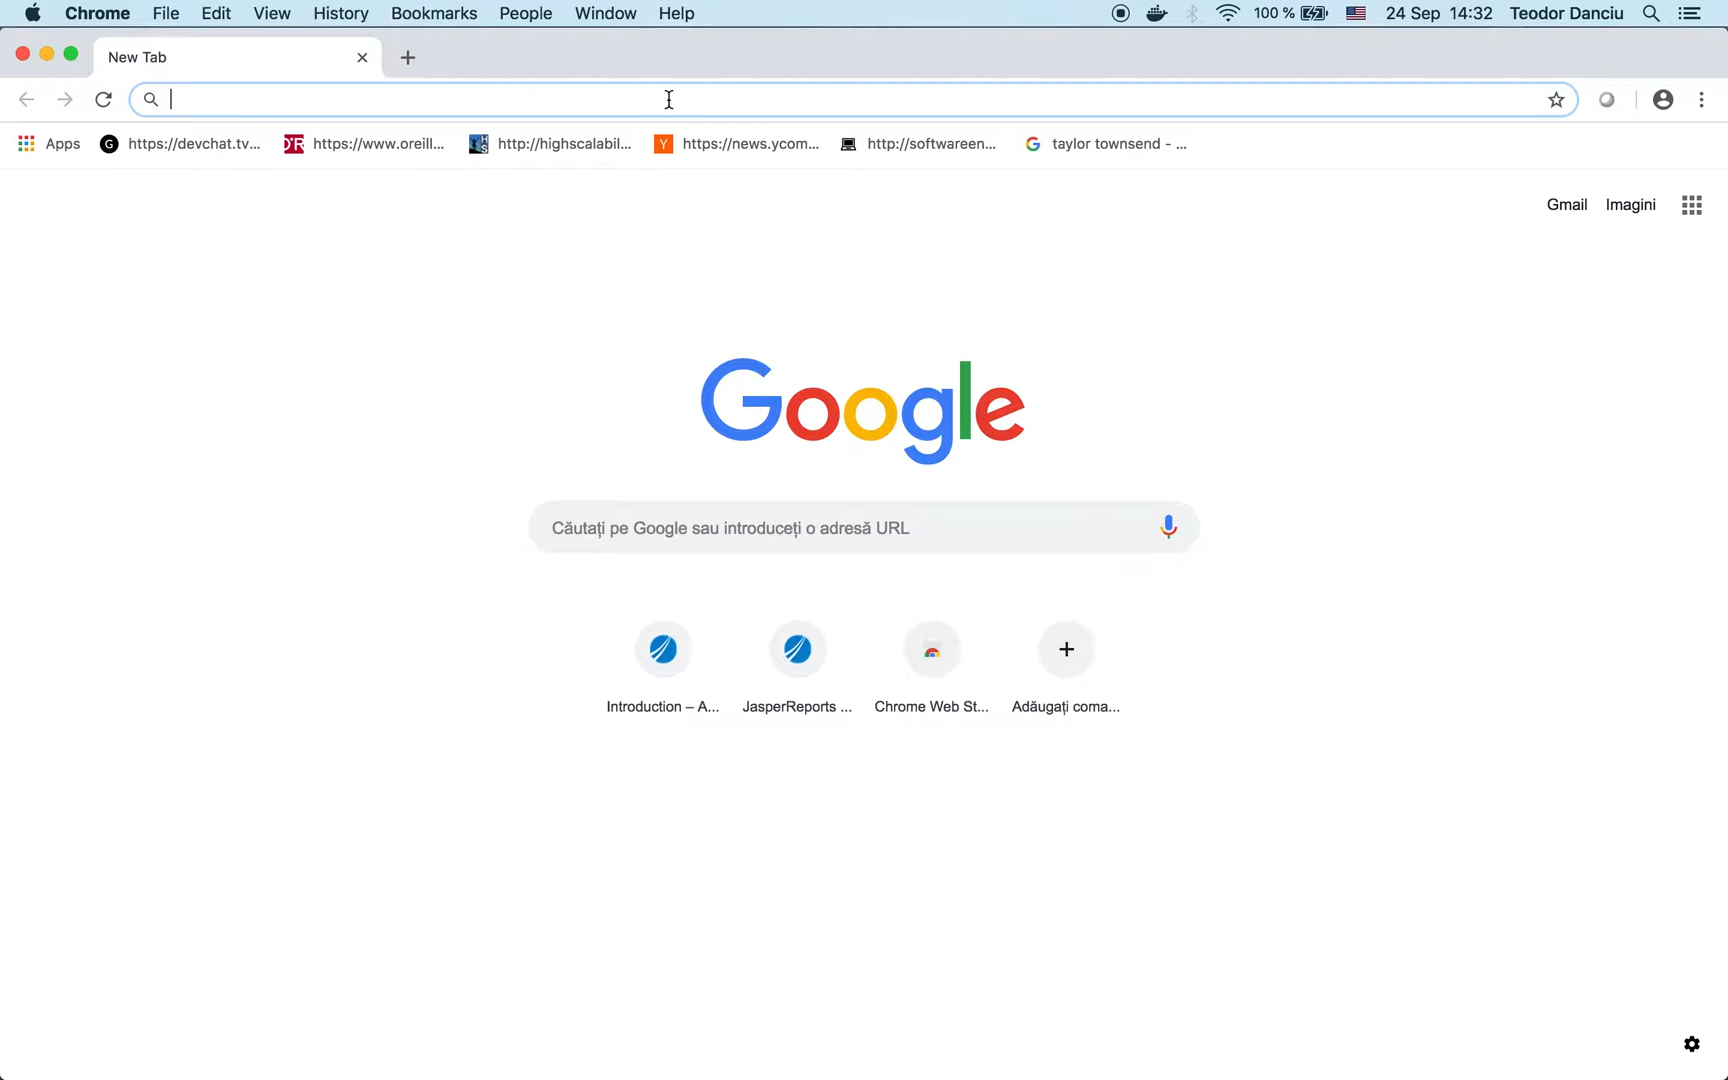 Chrome File Edit View History Bookmarks People Window Help 100 % 24 Sep 14:32 Teodor Danciu
New Tab
Apps G https://devchat.tv... O'R https://www.oreill... HS http://highscalabil... Y https://news.ycom... http://softwareen... G taylor townsend - ...
Gmail Imagini
Google
Căutați pe Google sau introduceți o adresă URL
Introduction – A... JasperReports ... Chrome Web St... Adăugați coma...